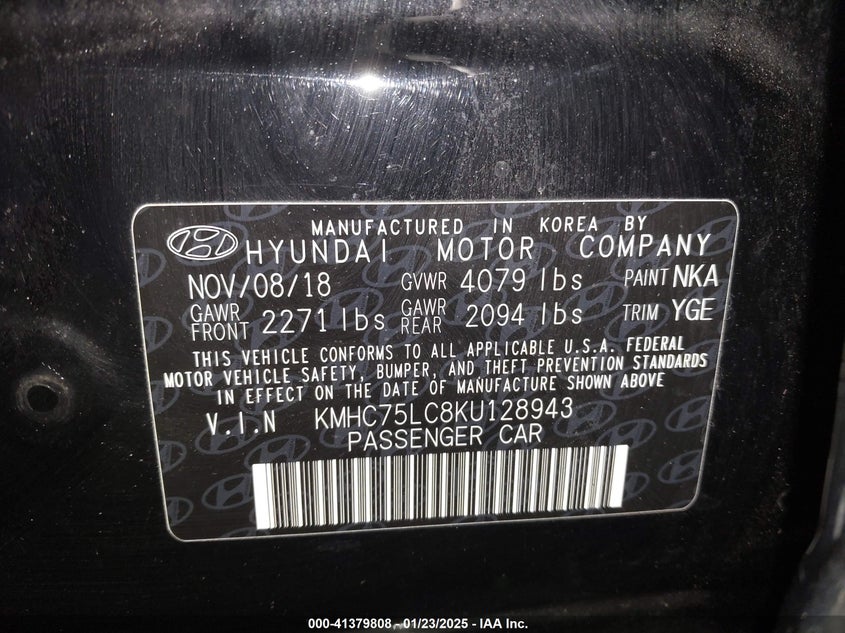 MANUFACTURED IN KOREA BY
HYUNDAI MOTOR COMPANY
NOV/08/18 GVWR 4079 lbs PAINT NKA
GAWR FRONT 2271 lbs GAWR REAR 2094 lbs TRIM YGE
THIS VEHICLE CONFORMS TO ALL APPLICABLE U.S.A. FEDERAL
MOTOR VEHICLE SAFETY, BUMPER, AND THEFT PREVENTION STANDARDS
IN EFFECT ON THE DATE OF MANUFACTURE SHOWN ABOVE
V.I.N KMHC75LC8KU128943
PASSENGER CAR
000-41379808 - 01/23/2025 - IAA Inc.